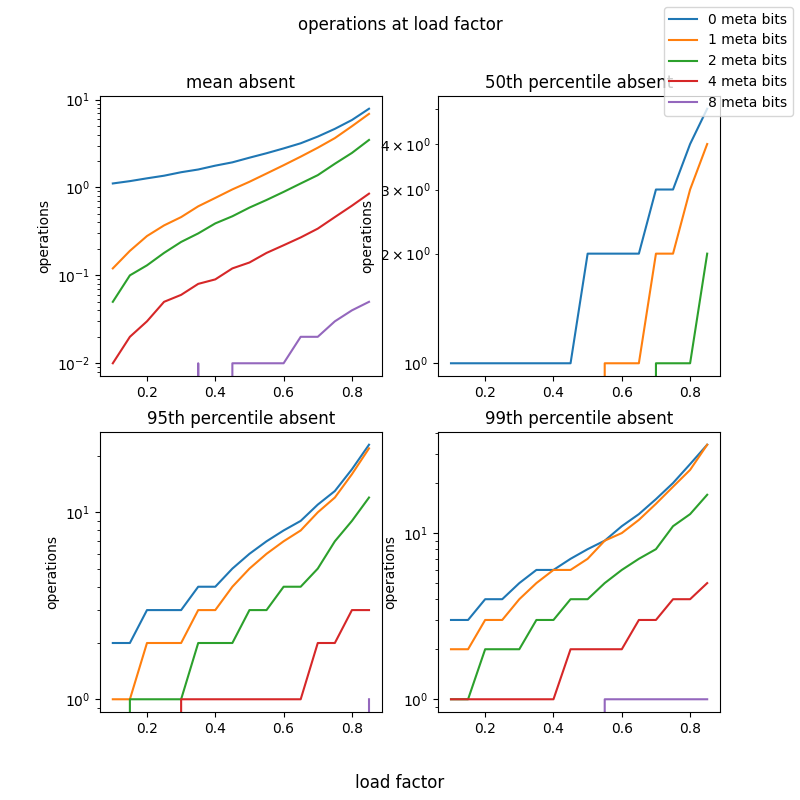 operations at load factor
0 meta bits
1 meta bits
2 meta bits
4 meta bits
8 meta bits
mean absent
10¹
10⁰
10⁻¹
10⁻²
operations
0.2 0.4 0.6 0.8
50th percentile absent
4 × 10⁰
3 × 10⁰
2 × 10⁰
10⁰
operations
0.2 0.4 0.6 0.8
95th percentile absent
10¹
10⁰
operations
0.2 0.4 0.6 0.8
99th percentile absent
10¹
10⁰
operations
0.2 0.4 0.6 0.8
load factor